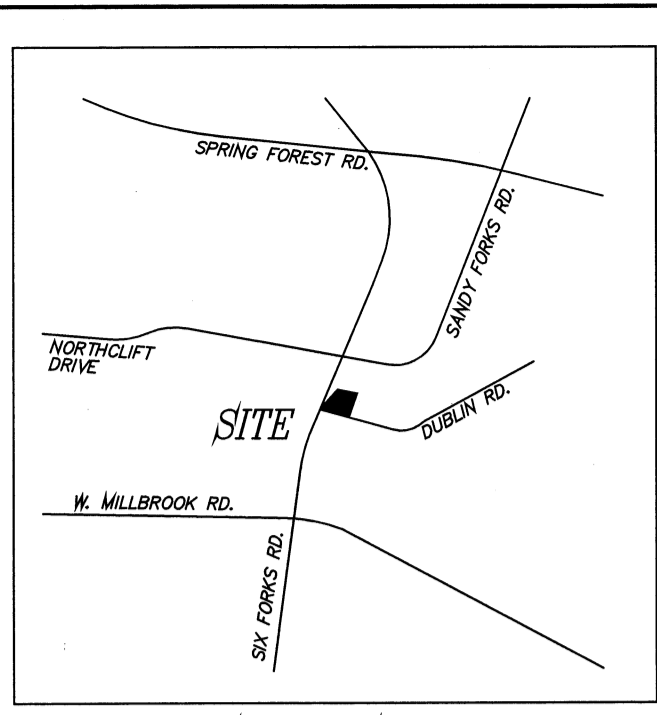 SPRING FOREST RD.
SANDY FORKS RD.
NORTHCLIFT
DRIVE
SITE
DUBLIN RD.
W. MILLBROOK RD.
SIX FORKS RD.